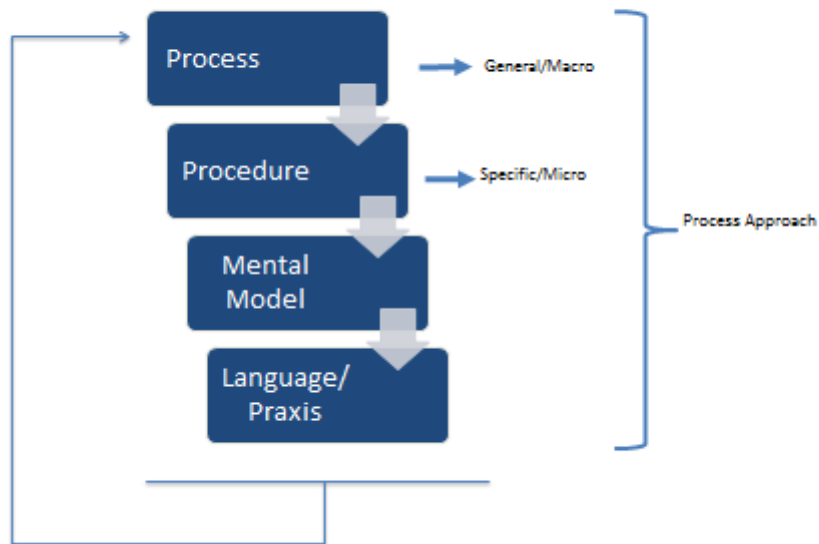 Process
General/Macro
Procedure
Specific/Micro
Process Approach
Mental
Model
Language/
Praxis